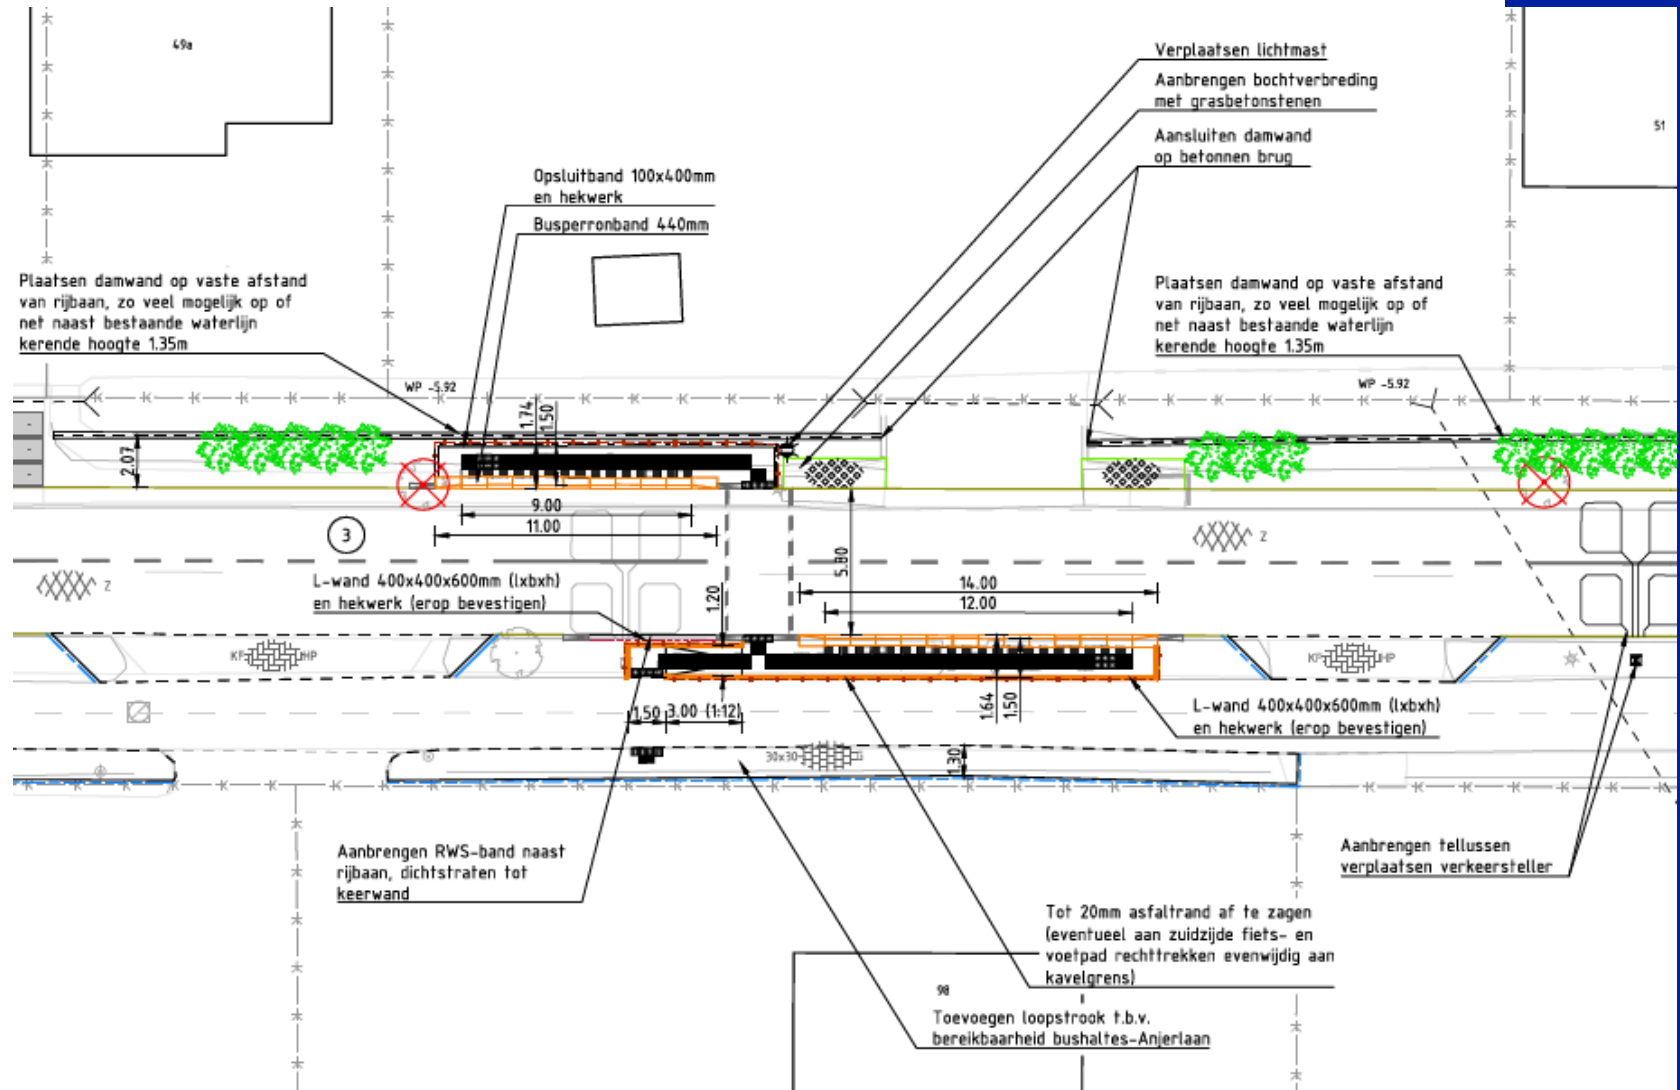 49a
Verplaatsen lichtmast
Aanbrengen bochtverbreding
met grasbetonstenen
Aansluiten damwand
op betonnen brug
51
Opsluitband 100x400mm
en hekwerk
Busperronband 440mm
Plaatsen damwand op vaste afstand
van rijbaan, zo veel mogelijk op of
net naast bestaande waterlijn
kerende hoogte 1.35m
Plaatsen damwand op vaste afstand
van rijbaan, zo veel mogelijk op of
net naast bestaande waterlijn
kerende hoogte 1.35m
WP -5.92
WP -5.92
1.74
1.50
2.07
9.00
11.00
3
Z
Z
5.80
14.00
12.00
1.20
L-wand 400x400x600mm (lxbxh)
en hekwerk (erop bevestigen)
KF
HP
KF
HP
1.50
3.00 (1:12)
1.64
1.50
L-wand 400x400x600mm (lxbxh)
en hekwerk (erop bevestigen)
30x30
G
1.30
Aanbrengen RWS-band naast
rijbaan, dichtstraten tot
keerwand
Aanbrengen tellussen
verplaatsen verkeersteller
Tot 20mm asfaltrand af te zagen
(eventueel aan zuidzijde fiets- en
voetpad rechttrekken evenwijdig aan
kavelgrens)
98
Toevoegen loopstrook t.b.v.
bereikbaarheid bushaltes-Anjerlaan